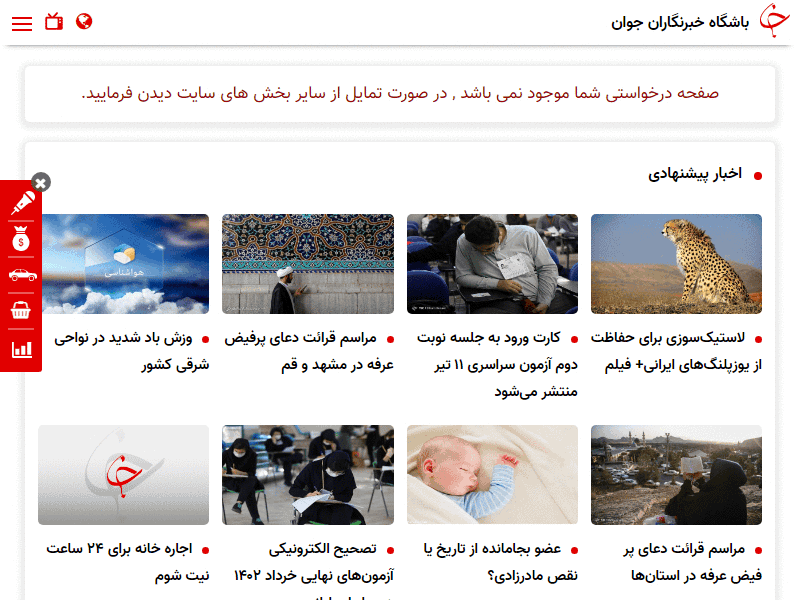 باشگاه خبرنگاران جوان
صفحه درخواستی شما موجود نمی باشد , در صورت تمایل از سایر بخش های سایت دیدن فرمایید.
اخبار پیشنهادی
هواشناسی
لاستیک‌سوزی برای حفاظت
از یوزپلنگ‌های ایرانی+ فیلم
کارت ورود به جلسه نوبت
دوم آزمون سراسری ۱۱ تیر
منتشر می‌شود
مراسم قرائت دعای پرفیض
عرفه در مشهد و قم
وزش باد شدید در نواحی
شرقی کشور
مراسم قرائت دعای پر
فیض عرفه در استان‌ها
عضو بجامانده از تاریخ یا
نقص مادرزادی؟
تصحیح الکترونیکی
آزمون‌های نهایی خرداد ۱۴۰۲
اجاره خانه برای ۲۴ ساعت
نیت شوم